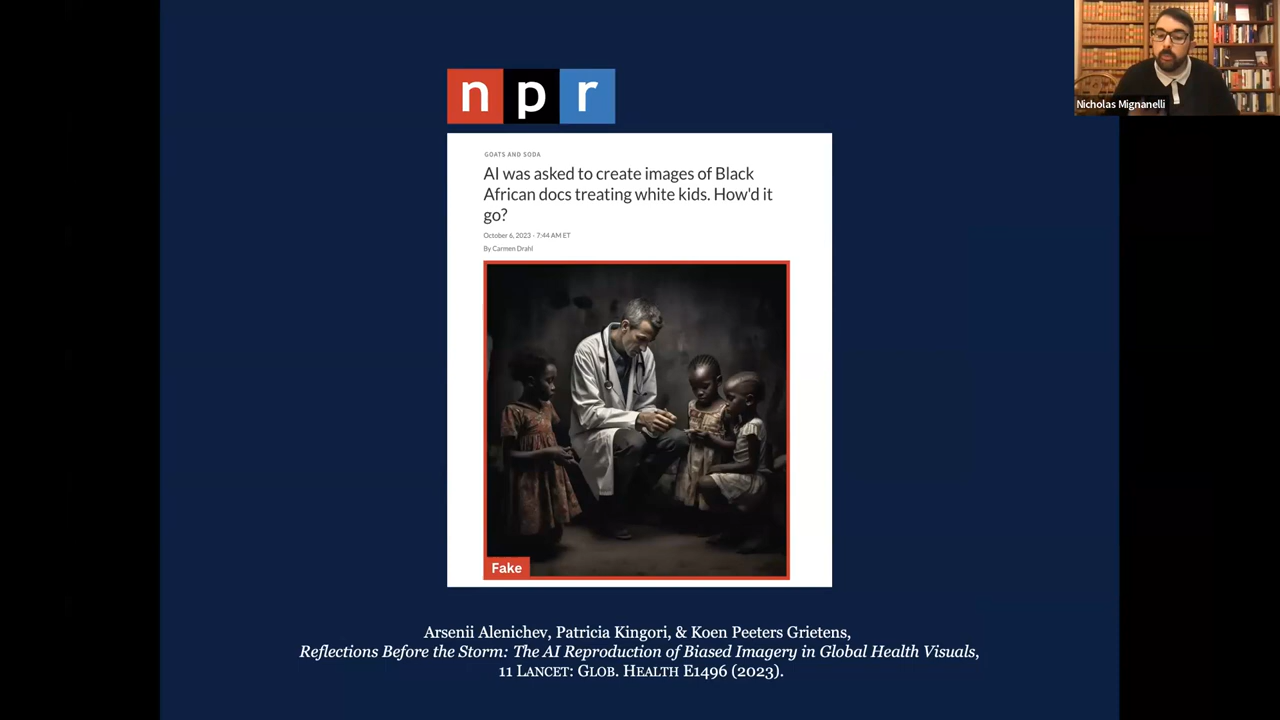 npr
Nicholas Mignanelli
GOATS AND SODA
AI was asked to create images of Black
African docs treating white kids. How'd it
go?
October 6, 2023 - 7:44 AM ET
By Carmen Drahl
Fake
Arsenii Alenichev, Patricia Kingori, & Koen Peeters Grietens,
Reflections Before the Storm: The AI Reproduction of Biased Imagery in Global Health Visuals,
11 LANCET: GLOB. HEALTH E1496 (2023).